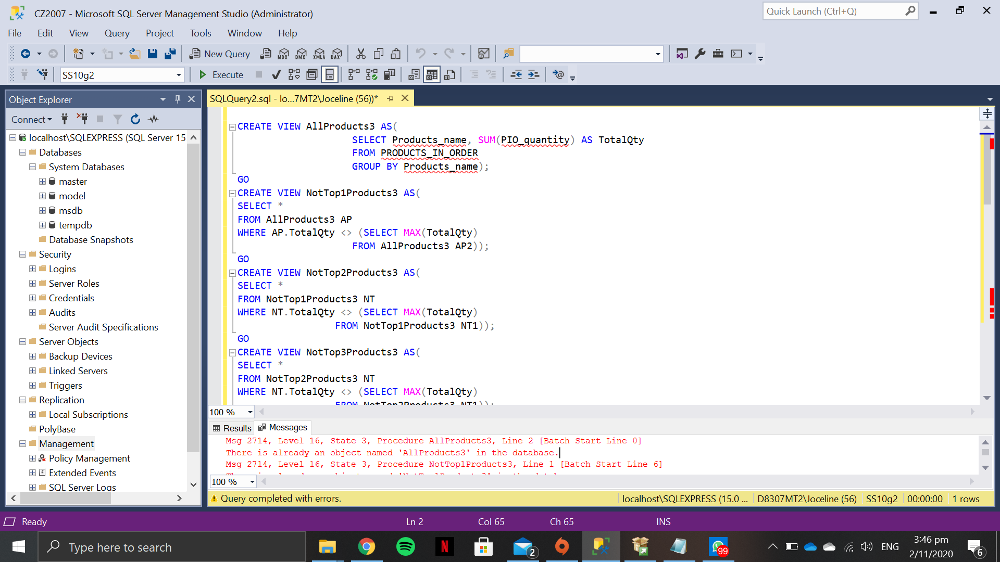 CZ2007 - Microsoft SQL Server Management Studio (Administrator)
Quick Launch (Ctrl+Q)
File Edit View Query Project Tools Window Help
New Query MDX DMX XMLA DAX
SS10g2 Execute
Object Explorer
SQLQuery2.sql - lo...7MT2\Joceline (56))*
Connect
localhost\SQLEXPRESS (SQL Server 15
Databases
System Databases
master
model
msdb
tempdb
Database Snapshots
Security
Logins
Server Roles
Credentials
Audits
Server Audit Specifications
Server Objects
Backup Devices
Linked Servers
Triggers
Replication
Local Subscriptions
PolyBase
Management
Policy Management
Extended Events
SQL Server Logs
CREATE VIEW AllProducts3 AS(
SELECT Products_name, SUM(PIO_quantity) AS TotalQty
FROM PRODUCTS_IN_ORDER
GROUP BY Products_name);
GO
CREATE VIEW NotTop1Products3 AS(
SELECT *
FROM AllProducts3 AP
WHERE AP.TotalQty <> (SELECT MAX(TotalQty)
FROM AllProducts3 AP2));
GO
CREATE VIEW NotTop2Products3 AS(
SELECT *
FROM NotTop1Products3 NT
WHERE NT.TotalQty <> (SELECT MAX(TotalQty)
FROM NotTop1Products3 NT1));
GO
CREATE VIEW NotTop3Products3 AS(
SELECT *
FROM NotTop2Products3 NT
WHERE NT.TotalQty <> (SELECT MAX(TotalQty)
FROM NotTop2Products3 NT1));
100 %
Results Messages
Msg 2714, Level 16, State 3, Procedure AllProducts3, Line 2 [Batch Start Line 0]
There is already an object named 'AllProducts3' in the database.
Msg 2714, Level 16, State 3, Procedure NotTop1Products3, Line 1 [Batch Start Line 6]
100 %
Query completed with errors.
localhost\SQLEXPRESS (15.0 ... D8307MT2\Joceline (56) SS10g2 00:00:00 1 rows
Ready Ln 2 Col 65 Ch 65 INS
Type here to search
N
2
99
ENG
3:46 pm
2/11/2020
6